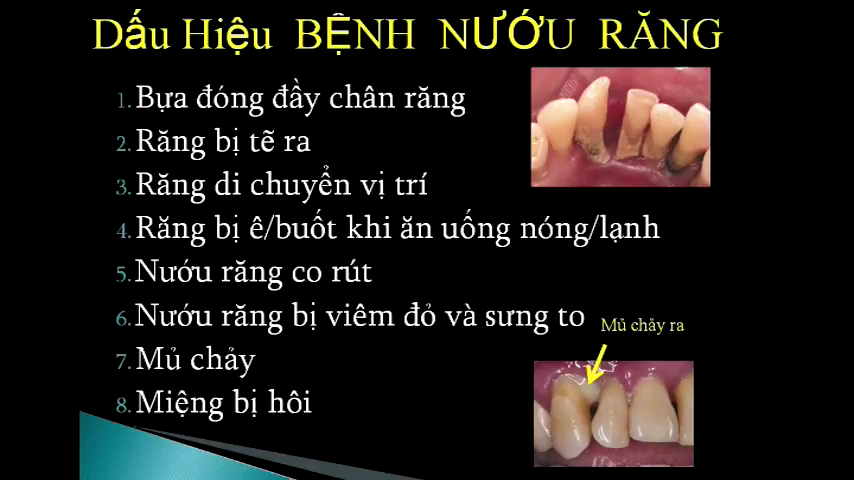 Dấu Hiệu BỆNH NƯỚU RĂNG
1. Bựa đóng đầy chân răng
2. Răng bị tẽ ra
3. Răng di chuyển vị trí
4. Răng bị ê/buốt khi ăn uống nóng/lạnh
5. Nướu răng co rút
6. Nướu răng bị viêm đỏ và sưng to
Mủ chảy ra
7. Mủ chảy
8. Miệng bị hôi